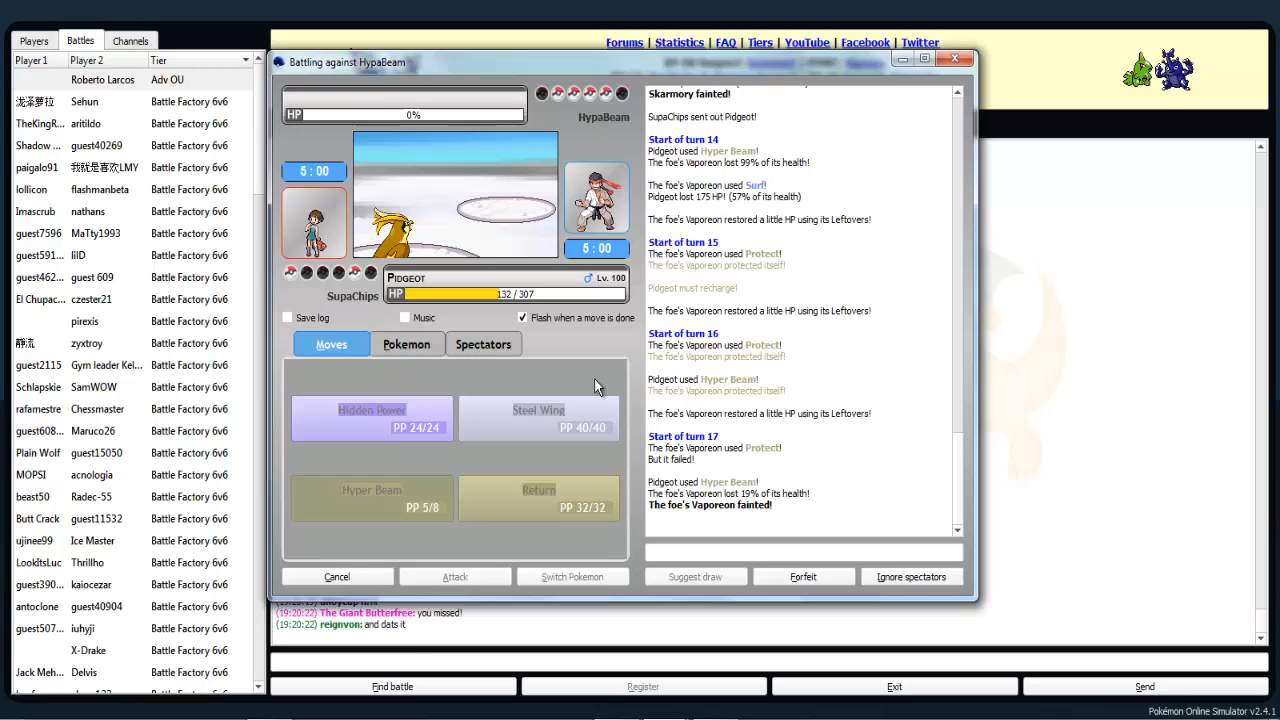 Players
Battles
Channels
Forums | Statistics | FAQ | Tiers | YouTube | Facebook | Twitter
Player 1 Player 2 Tier
Roberto Larcos Adv OU
泷泽萝拉 Sehun Battle Factory 6v6
TheKingR... aritildo Battle Factory 6v6
Shadow ... guest40269 Battle Factory 6v6
paigalo91 我就是喜欢LMY Battle Factory 6v6
lollicon flashmanbeta Battle Factory 6v6
Imascrub nathans Battle Factory 6v6
guest7596 MaTty1993 Battle Factory 6v6
guest591... lilD Battle Factory 6v6
guest462... guest 609 Battle Factory 6v6
El Chupac... czester21 Battle Factory 6v6
pirexis Battle Factory 6v6
靜流 zyxtroy Battle Factory 6v6
guest2115 Gym leader Kel... Battle Factory 6v6
Schlapskie SamWOW Battle Factory 6v6
rafamestre Chessmaster Battle Factory 6v6
guest608... Maruco26 Battle Factory 6v6
Plain Wolf guest15050 Battle Factory 6v6
MOPSI acnologia Battle Factory 6v6
beast50 Radec-55 Battle Factory 6v6
Butt Crack guest11532 Battle Factory 6v6
ujinee99 Ice Master Battle Factory 6v6
LookItsLuc Thrillho Battle Factory 6v6
guest390... kaiocezar Battle Factory 6v6
antoclone guest40904 Battle Factory 6v6
guest507... iuhyji Battle Factory 6v6
X-Drake Battle Factory 6v6
Jack Meh... Delvis Battle Factory 6v6
Battling against HypaBeam
HP 0%
HypaBeam
5 : 00
5 : 00
PIDGEOT ♂ Lv. 100
HP 132 / 307
SupaChips
Save log
Music
Flash when a move is done
Moves
Pokemon
Spectators
Hidden Power
PP 24/24
Steel Wing
PP 40/40
Hyper Beam
PP 5/8
Return
PP 32/32
Cancel
Attack
Switch Pokemon
Skarmory fainted!
SupaChips sent out Pidgeot!
Start of turn 14
Pidgeot used Hyper Beam!
The foe's Vaporeon lost 99% of its health!
The foe's Vaporeon used Surf!
Pidgeot lost 175 HP! (57% of its health)
The foe's Vaporeon restored a little HP using its Leftovers!
Start of turn 15
The foe's Vaporeon used Protect!
The foe's Vaporeon protected itself!
Pidgeot must recharge!
The foe's Vaporeon restored a little HP using its Leftovers!
Start of turn 16
The foe's Vaporeon used Protect!
The foe's Vaporeon protected itself!
Pidgeot used Hyper Beam!
The foe's Vaporeon protected itself!
The foe's Vaporeon restored a little HP using its Leftovers!
Start of turn 17
The foe's Vaporeon used Protect!
But it failed!
Pidgeot used Hyper Beam!
The foe's Vaporeon lost 19% of its health!
The foe's Vaporeon fainted!
Suggest draw
Forfeit
Ignore spectators
(19:20:22) The Giant Butterfree: you missed!
(19:20:22) reignvon: and dats it
Find battle
Register
Exit
Send
Pokémon Online Simulator v2.4.1